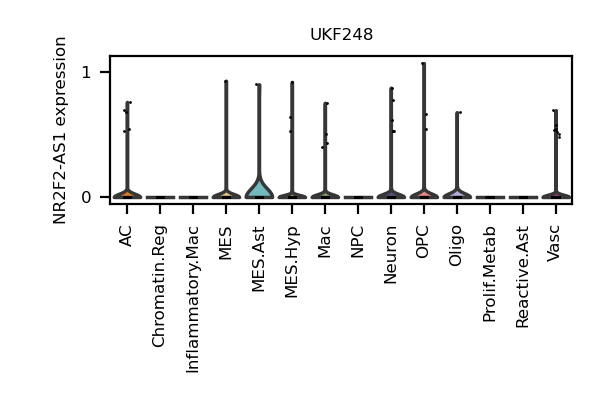 UKF248
NR2F2-AS1 expression
1
0
AC
Chromatin.Reg
Inflammatory.Mac
MES
MES.Ast
MES.Hyp
Mac
NPC
Neuron
OPC
Oligo
Prolif.Metab
Reactive.Ast
Vasc